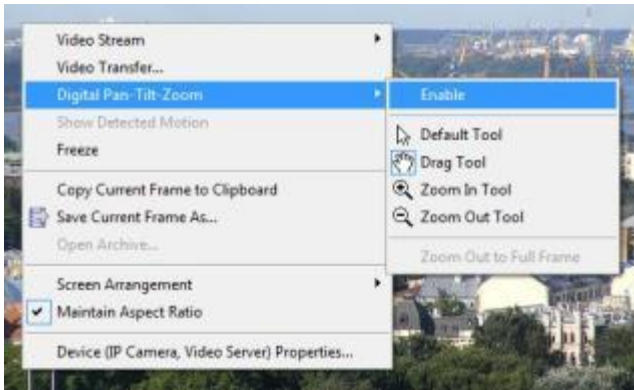 Video Stream
Video Transfer...
Digital Pan-Tilt-Zoom
Show Detected Motion
Freeze
Copy Current Frame to Clipboard
Save Current Frame As...
Open Archive...
Screen Arrangement
Maintain Aspect Ratio
Device (IP Camera, Video Server) Properties...
Enable
Default Tool
Drag Tool
Zoom In Tool
Zoom Out Tool
Zoom Out to Full Frame